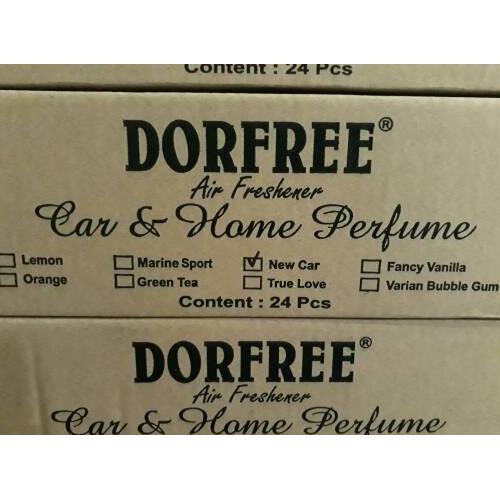 Content : 24 Pcs
DORFREE®
Air Freshener
Car & Home Perfume
Lemon Marine Sport New Car Fancy Vanilla
Orange Green Tea True Love Varian Bubble Gum
Content : 24 Pcs
DORFREE®
Air Freshener
Car & Home Perfume